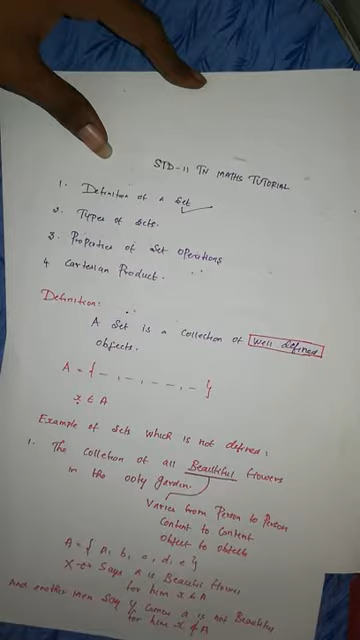 STD-11 TN MATHS TUTORIAL
1. Definition of a Set
2. Types of Sets.
3. Properties of Set operations
4 Cartesian Product.
Definition:
A Set is a Collection of Well defined
objects.
A = { -, -, -, -, - }
x ∈ A
Example of sets which is not defined:
1. The collection of all Beautiful flowers
in the ooty garden.
Varies from Person to Person
Content to Content
object to objects
A = { A, b, c, d, e }
Says a is Beautiful flower
for him x ∈ A
And another Men Say a is not Beautiful
for him x ∉ A